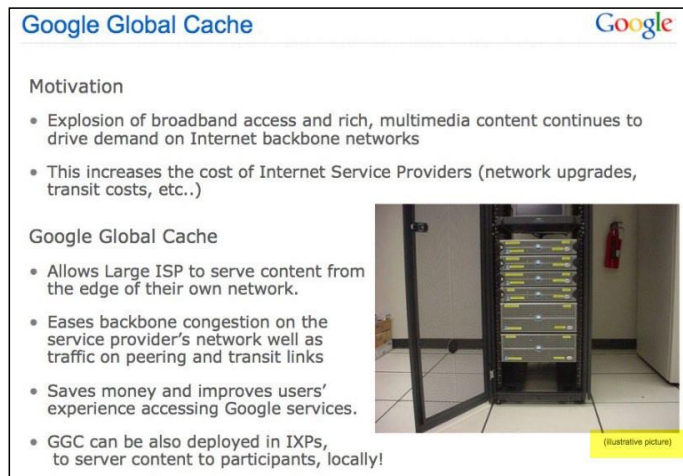 Google Global Cache
Google
Motivation
• Explosion of broadband access and rich, multimedia content continues to
drive demand on Internet backbone networks
• This increases the cost of Internet Service Providers (network upgrades,
transit costs, etc..)
Google Global Cache
• Allows Large ISP to serve content from
the edge of their own network.
• Eases backbone congestion on the
service provider's network well as
traffic on peering and transit links
• Saves money and improves users'
experience accessing Google services.
• GGC can be also deployed in IXPs,
to server content to participants, locally!
(illustrative picture)